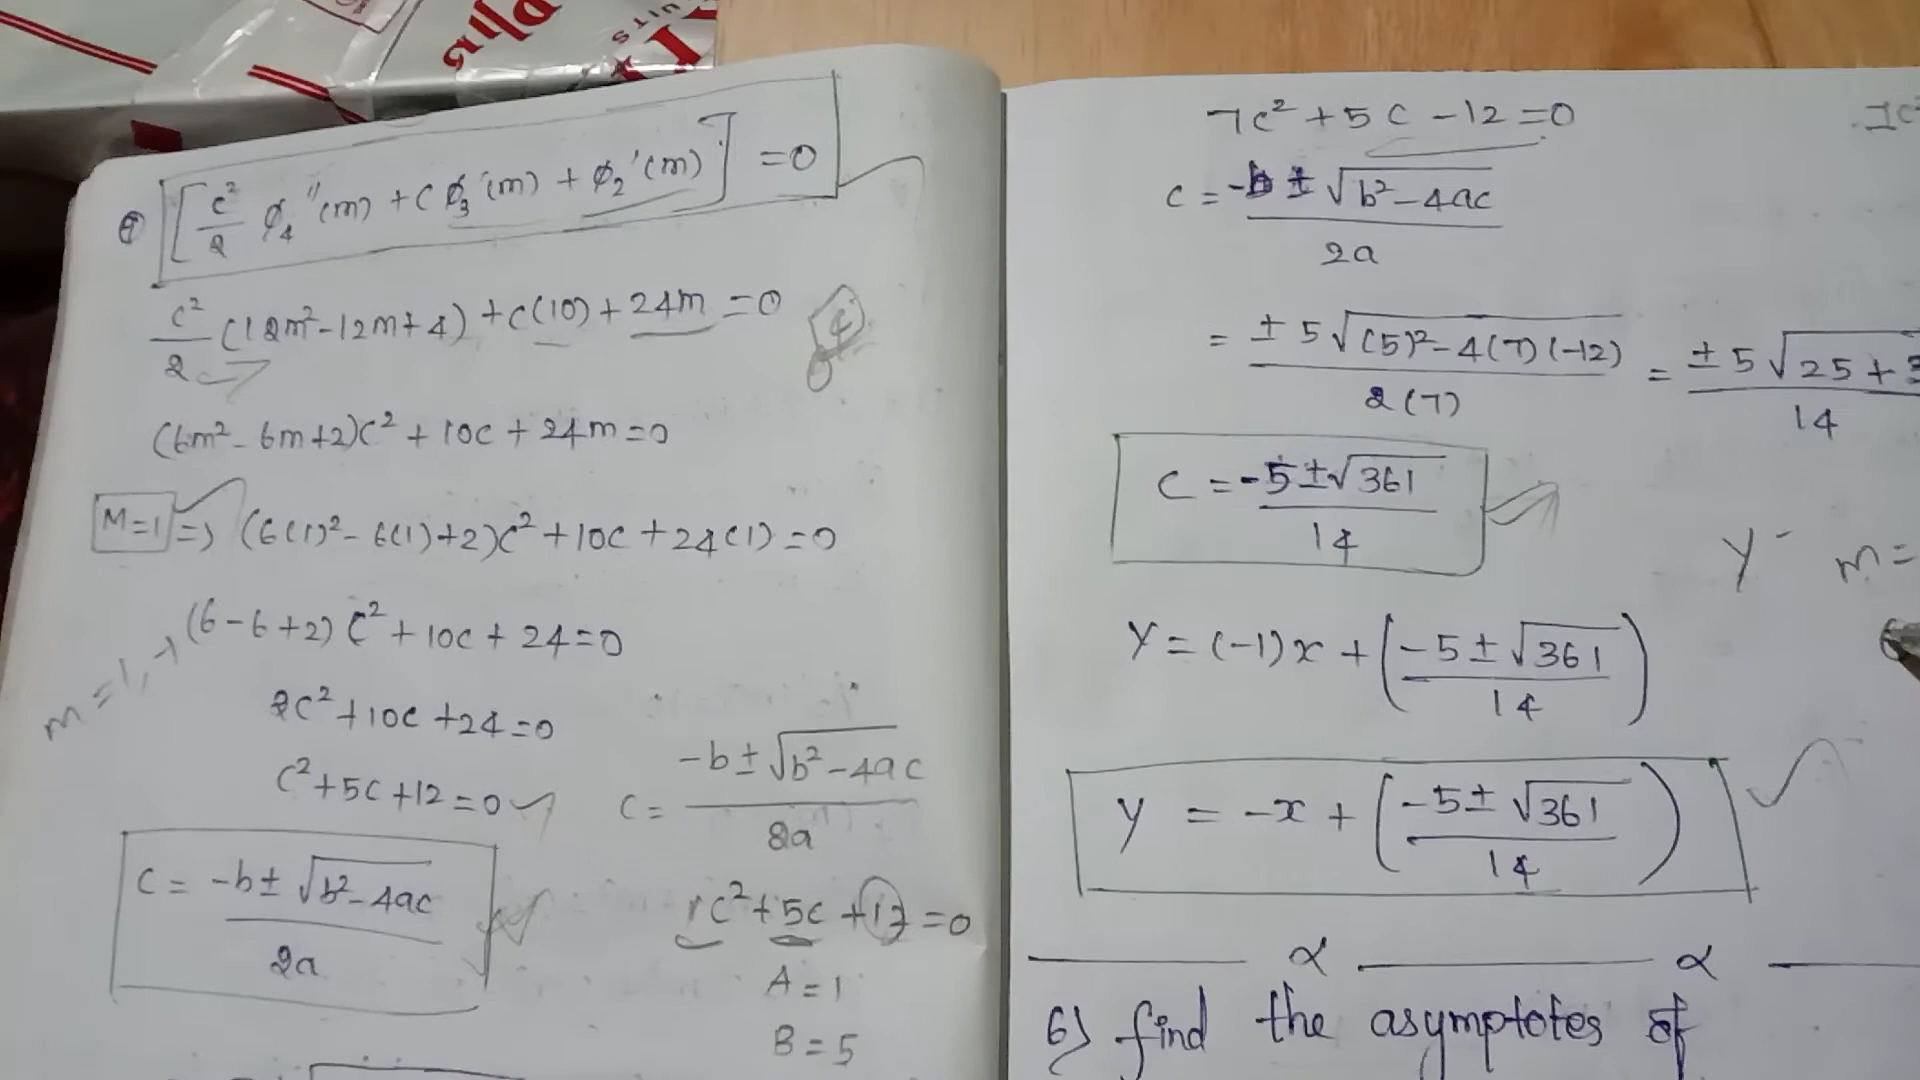 [c²/2 φ₄''(m) + c φ₃'(m) + φ₂'(m)] = 0
c²/2 (12m² - 12m + 4) + c(10) + 24m = 0
(6m² - 6m + 2)c² + 10c + 24m = 0
M=1 => (6(1)² - 6(1) + 2)c² + 10c + 24(1) = 0
m = 1,
(6 - 6 + 2) c² + 10c + 24 = 0
2c² + 10c + 24 = 0
c² + 5c + 12 = 0
c = -b ± √b² - 4ac / 2a
c = -b ± √b² - 4ac / 2a
1c² + 5c + 12 = 0
A = 1
B = 5
7c² + 5c - 12 = 0
c = -b ± √b² - 4ac / 2a
= ± 5 √(5)² - 4(7)(-12) / 2(7) = ± 5 √25 + / 14
c = -5 ± √361 / 14
y m =
y = (-1)x + (-5 ± √361 / 14)
y = -x + (-5 ± √361 / 14)
6) find the asymptotes of